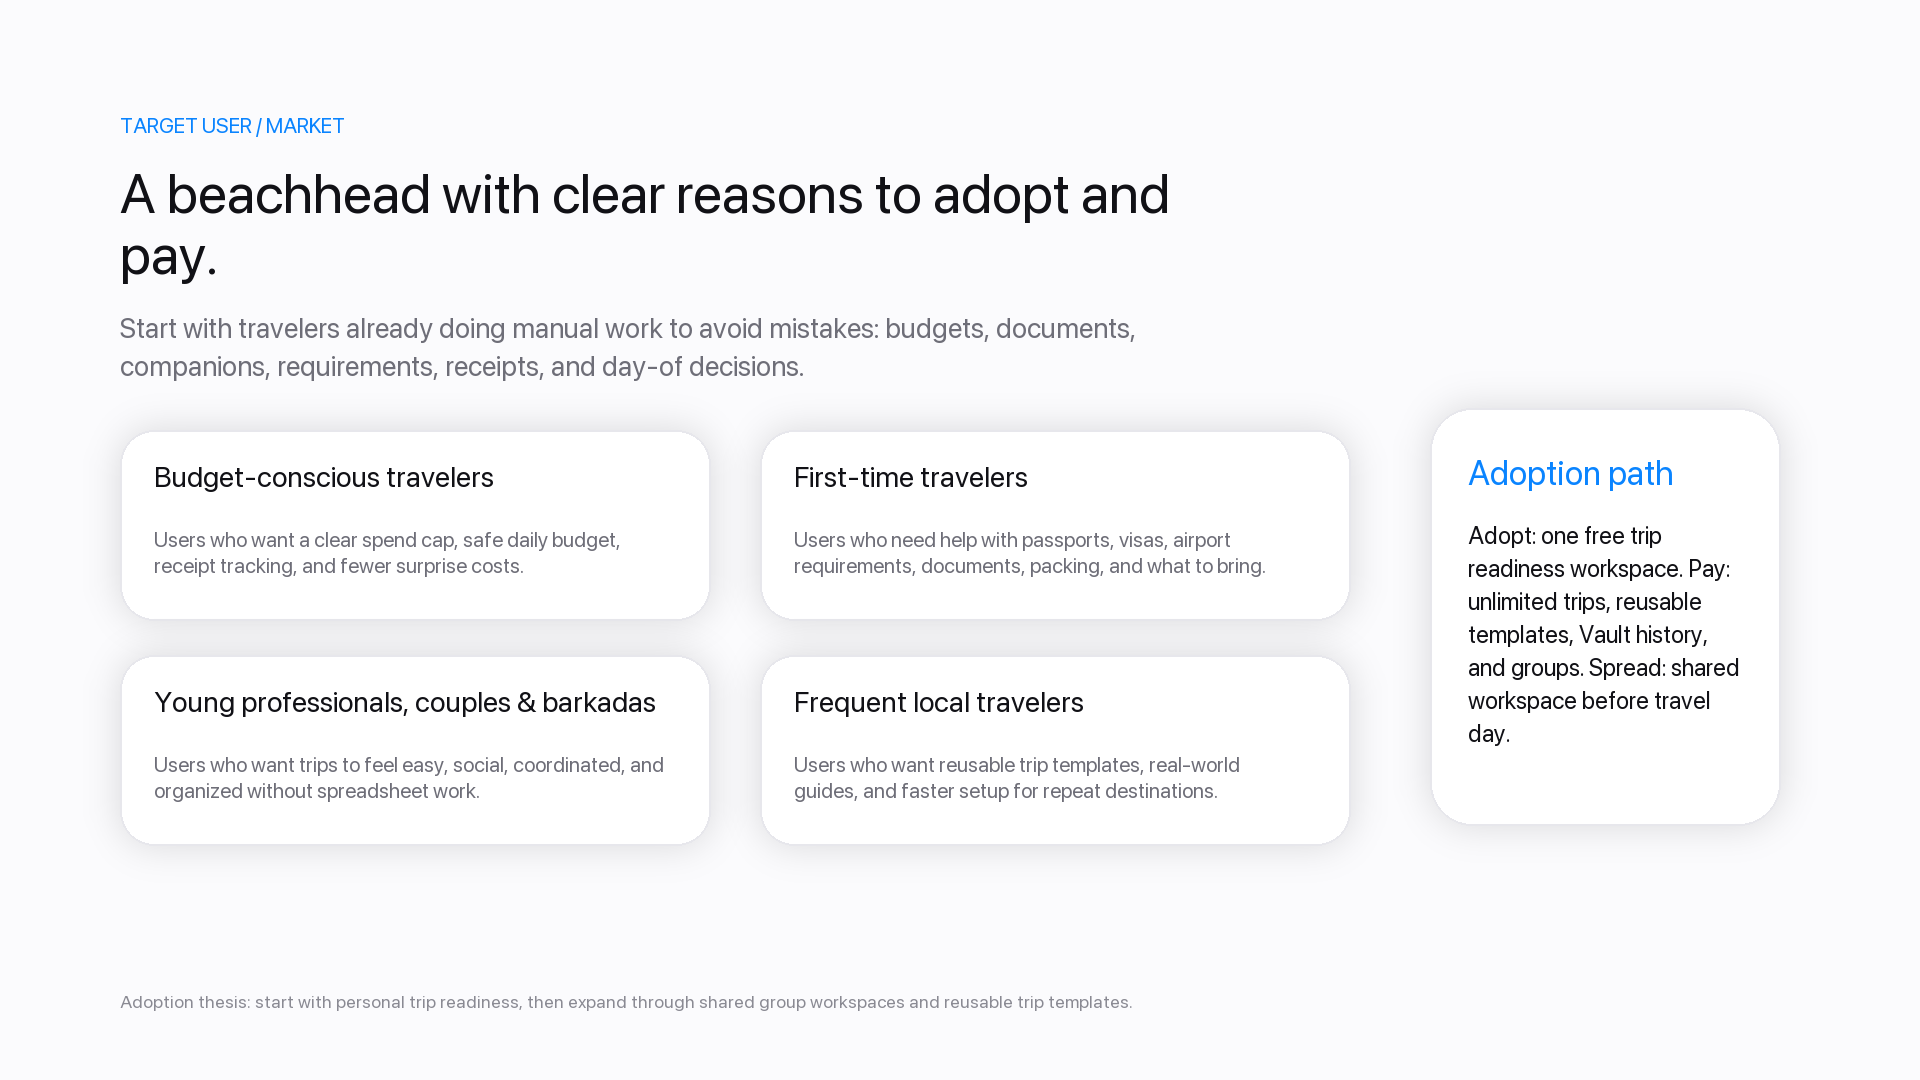 TARGET USER / MARKET
A beachhead with clear reasons to adopt and
pay.
Start with travelers already doing manual work to avoid mistakes: budgets, documents,
companions, requirements, receipts, and day-of decisions.
Budget-conscious travelers
Users who want a clear spend cap, safe daily budget,
receipt tracking, and fewer surprise costs.
First-time travelers
Users who need help with passports, visas, airport
requirements, documents, packing, and what to bring.
Young professionals, couples & barkadas
Users who want trips to feel easy, social, coordinated, and
organized without spreadsheet work.
Frequent local travelers
Users who want reusable trip templates, real-world
guides, and faster setup for repeat destinations.
Adoption path
Adopt: one free trip
readiness workspace. Pay:
unlimited trips, reusable
templates, Vault history,
and groups. Spread: shared
workspace before travel
day.
Adoption thesis: start with personal trip readiness, then expand through shared group workspaces and reusable trip templates.